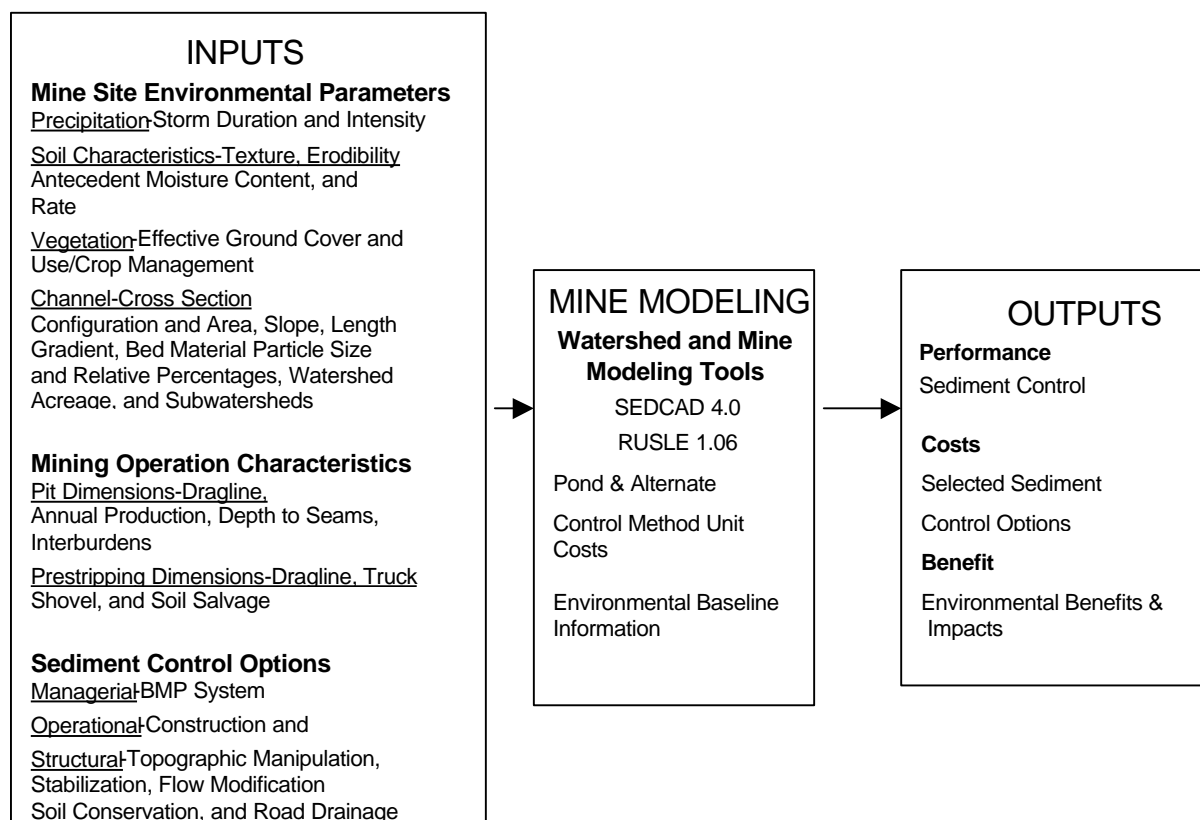 INPUTS
Mine Site Environmental Parameters
Precipitation-Storm Duration and Intensity
Soil Characteristics-Texture, Erodibility
Antecedent Moisture Content, and
Rate
Vegetation-Effective Ground Cover and
Use/Crop Management
Channel-Cross Section
Configuration and Area, Slope, Length
Gradient, Bed Material Particle Size
and Relative Percentages, Watershed
Acreage, and Subwatersheds
Mining Operation Characteristics
Pit Dimensions-Dragline,
Annual Production, Depth to Seams,
Interburdens
Prestripping Dimensions-Dragline, Truck
Shovel, and Soil Salvage
Sediment Control Options
Managerial-BMP System
Operational-Construction and
Structural-Topographic Manipulation,
Stabilization, Flow Modification
Soil Conservation, and Road Drainage
MINE MODELING
Watershed and Mine
Modeling Tools
SEDCAD 4.0
RUSLE 1.06
Pond & Alternate
Control Method Unit
Costs
Environmental Baseline
Information
OUTPUTS
Performance
Sediment Control
Costs
Selected Sediment
Control Options
Benefit
Environmental Benefits &
Impacts